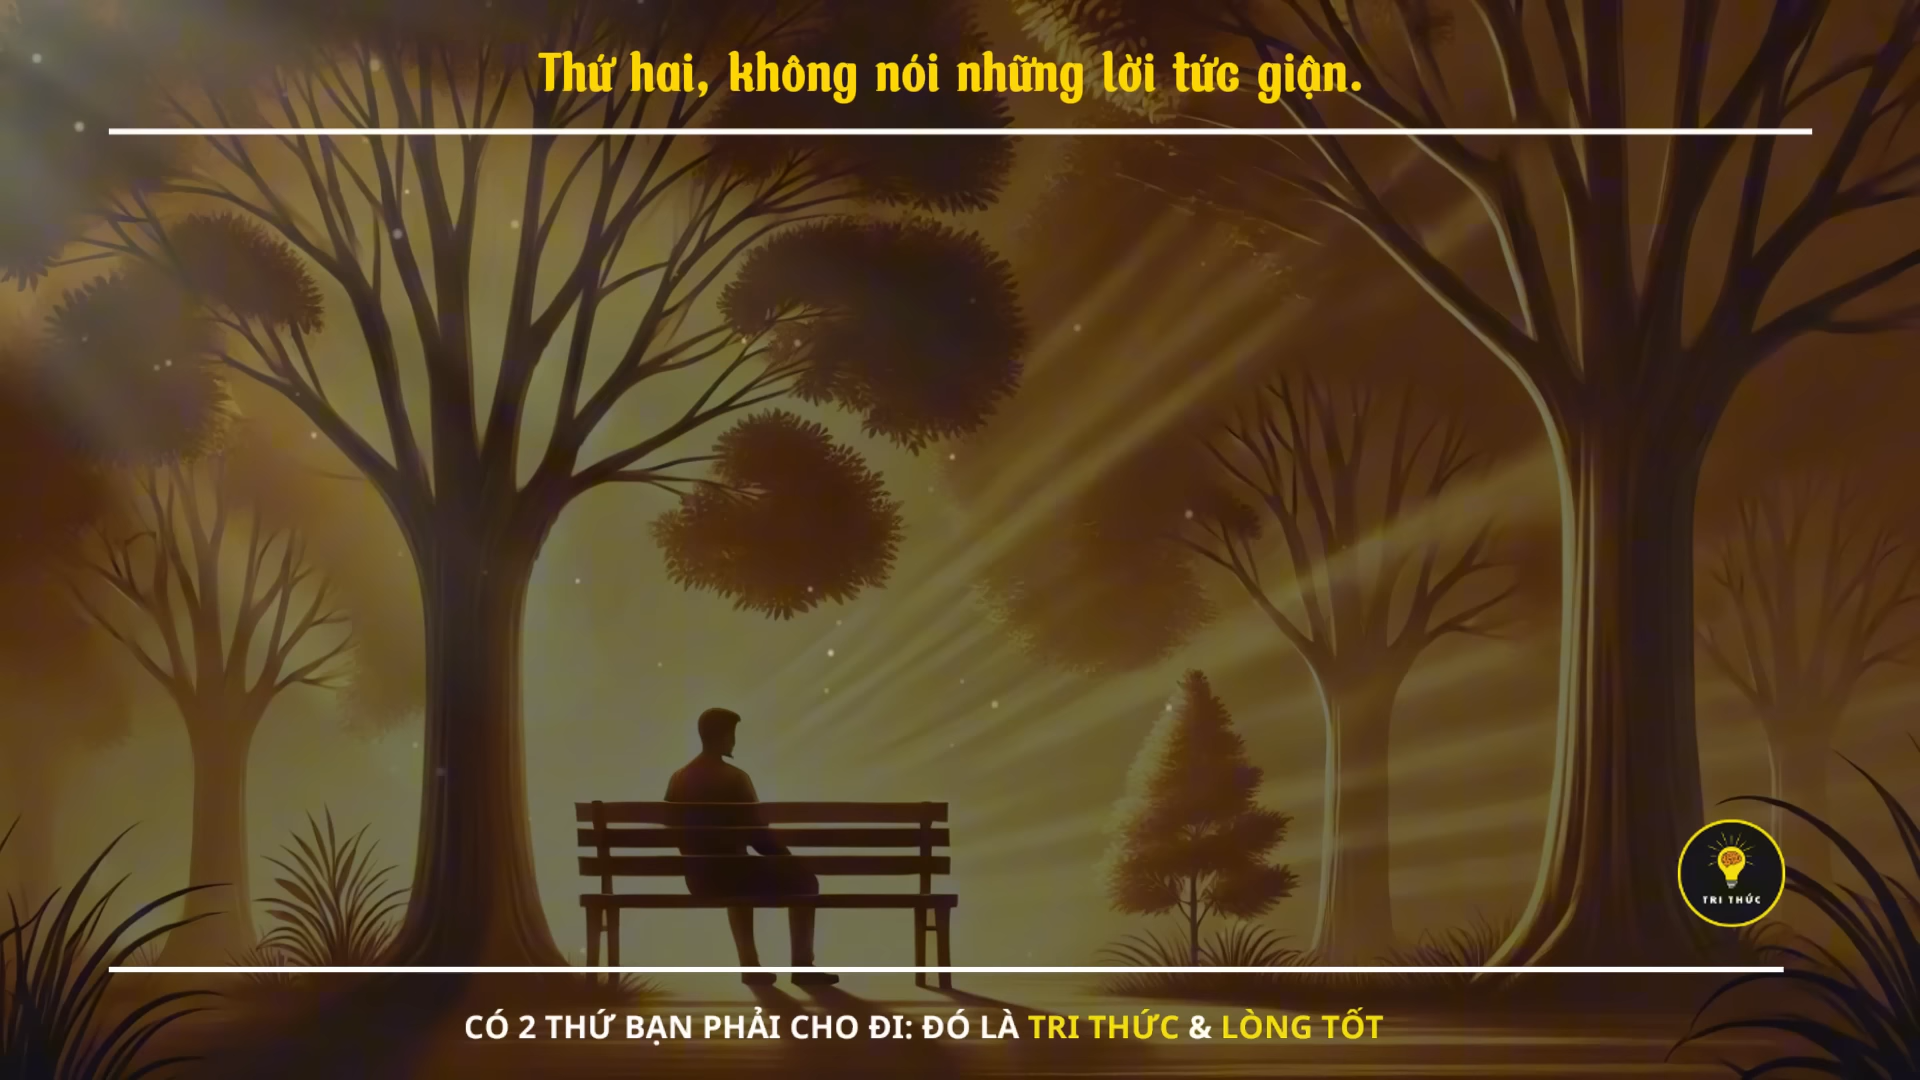 Thứ hai, không nói những lời tức giận.
TRI THỨC
CÓ 2 THỨ BẠN PHẢI CHO ĐI: ĐÓ LÀ TRI THỨC & LÒNG TỐT